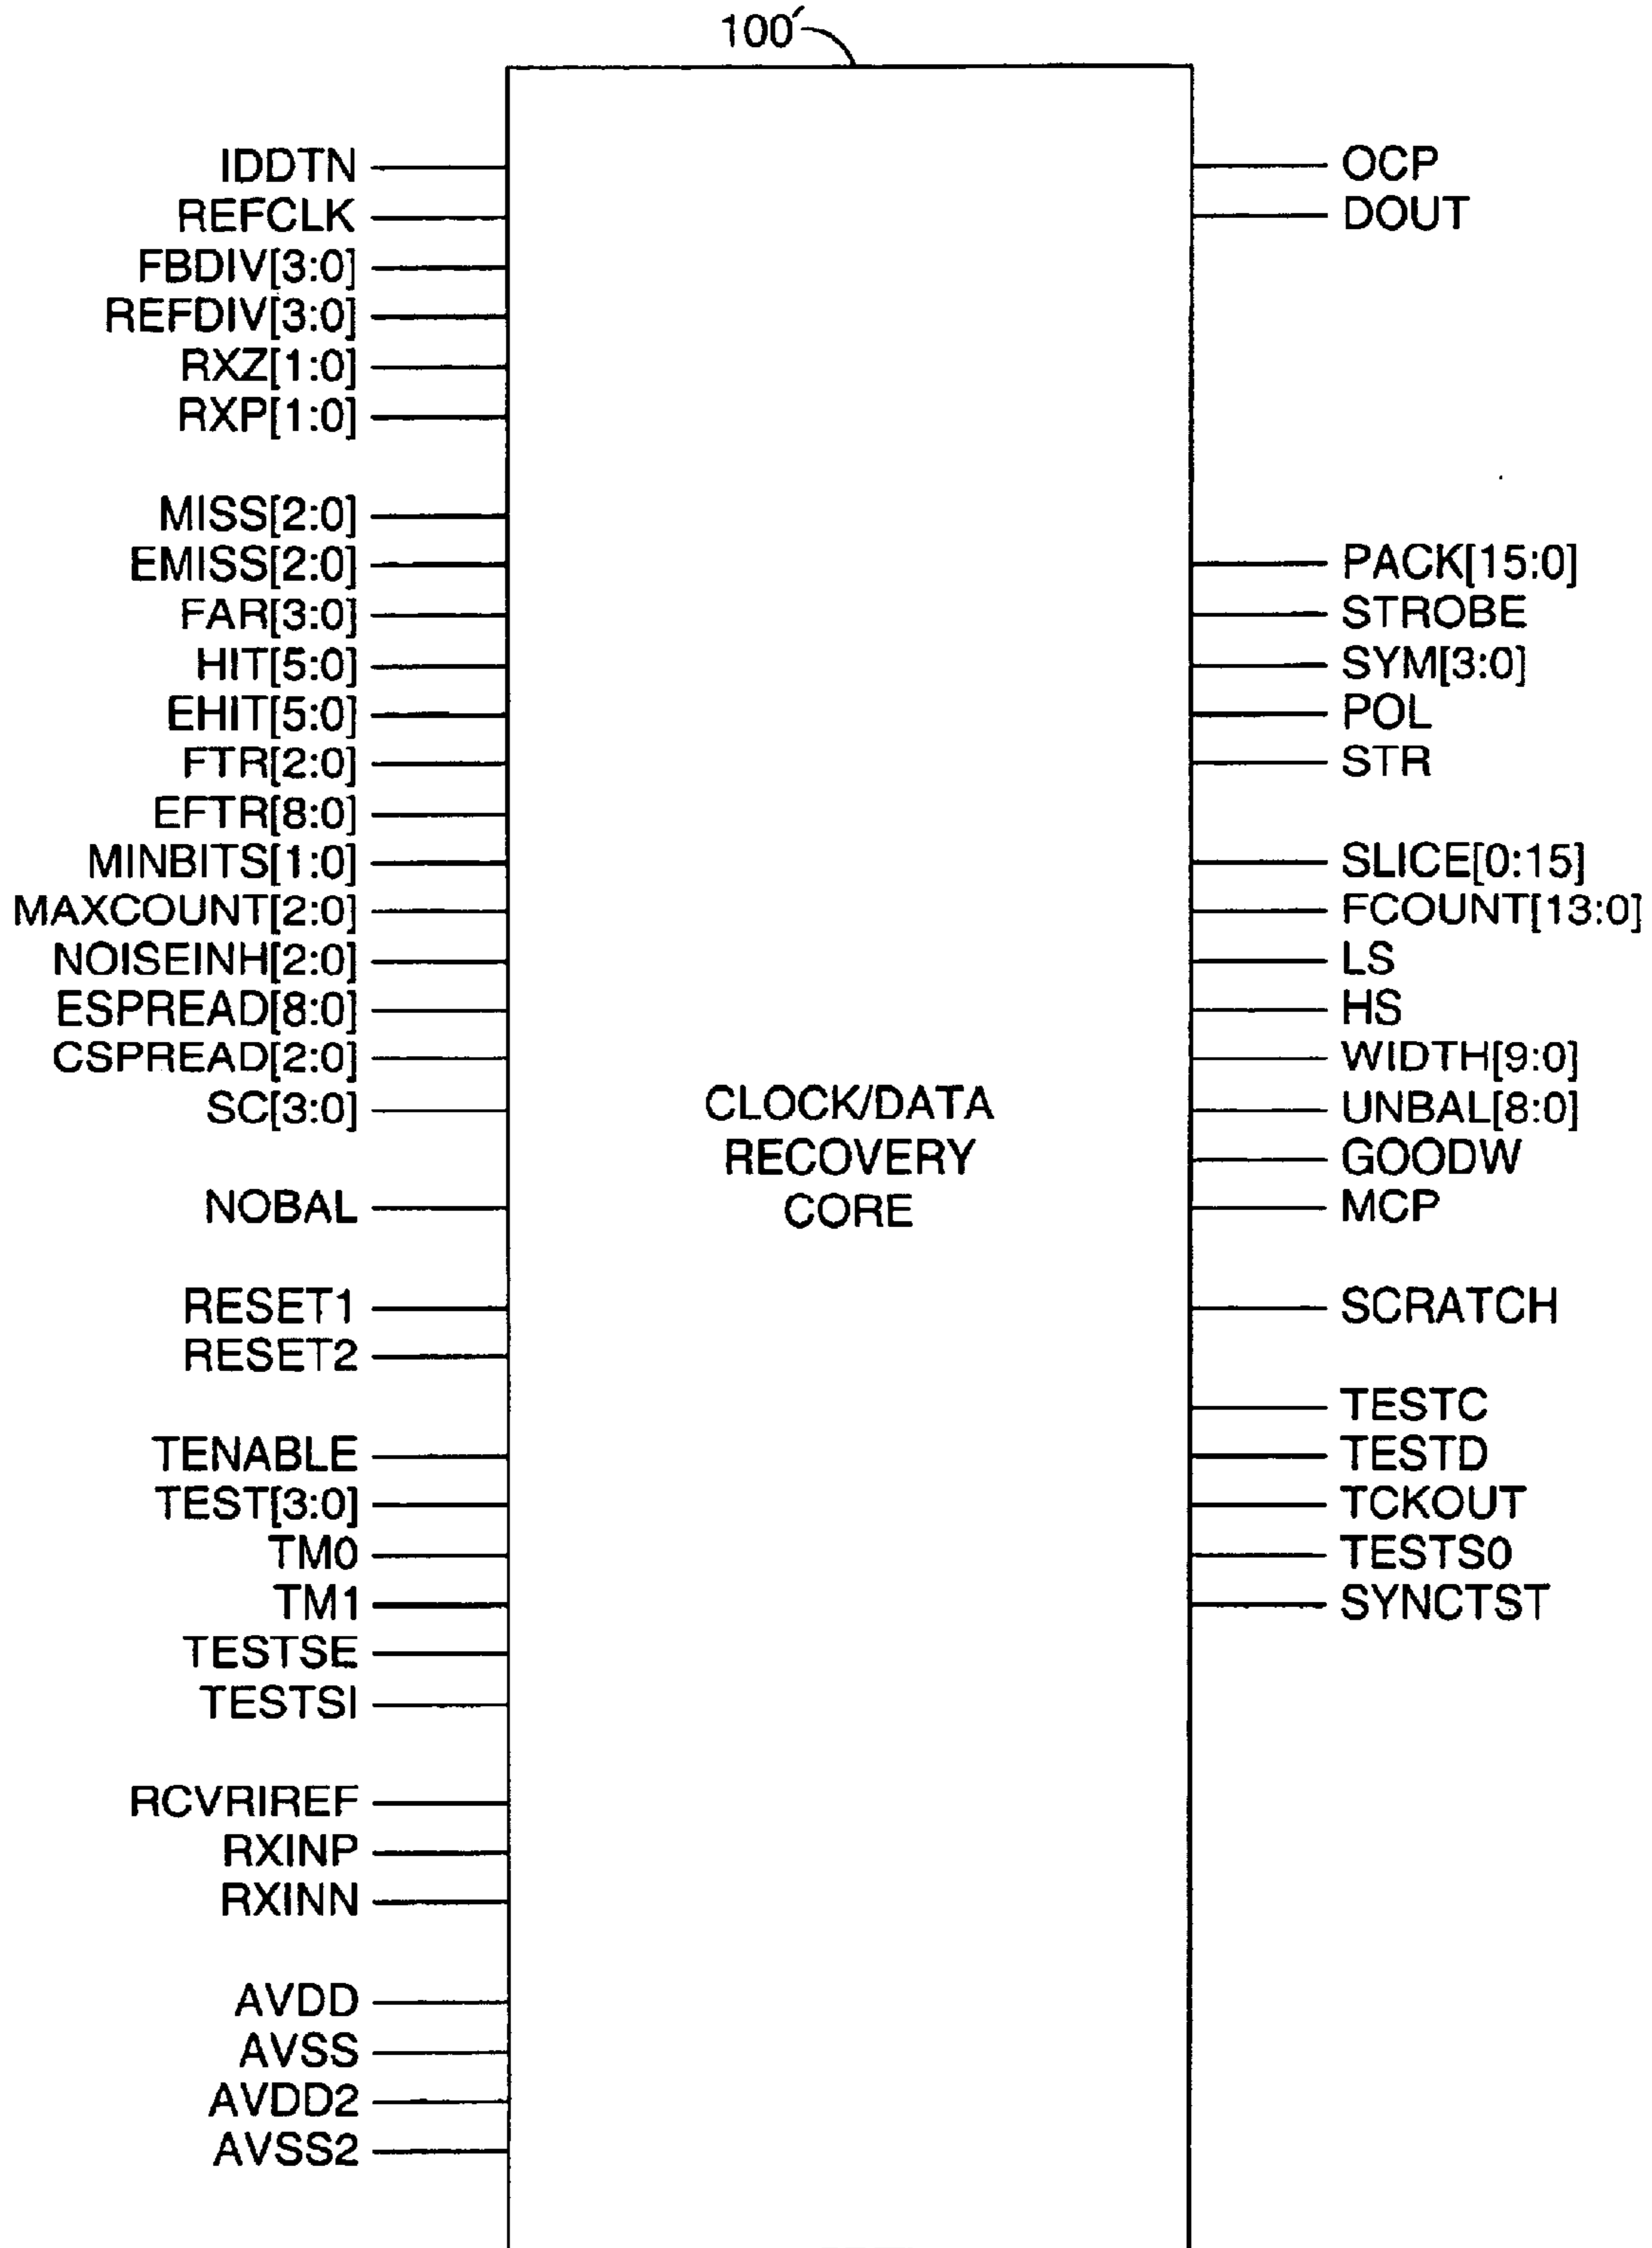 100′
IDDTN
REFCLK
FBDIV[3:0]
REFDIV[3:0]
RXZ[1:0]
RXP[1:0]
MISS[2:0]
EMISS[2:0]
FAR[3:0]
HIT[5:0]
EHIT[5:0]
FTR[2:0]
EFTR[8:0]
MINBITS[1:0]
MAXCOUNT[2:0]
NOISEINH[2:0]
ESPREAD[8:0]
CSPREAD[2:0]
SC[3:0]
NOBAL
RESET1
RESET2
TENABLE
TEST[3:0]
TM0
TM1
TESTSE
TESTSI
RCVRIREF
RXINP
RXINN
AVDD
AVSS
AVDD2
AVSS2
CLOCK/DATA
RECOVERY
CORE
OCP
DOUT
PACK[15:0]
STROBE
SYM[3:0]
POL
STR
SLICE[0:15]
FCOUNT[13:0]
LS
HS
WIDTH[9:0]
UNBAL[8:0]
GOODW
MCP
SCRATCH
TESTC
TESTD
TCKOUT
TESTS0
SYNCTST